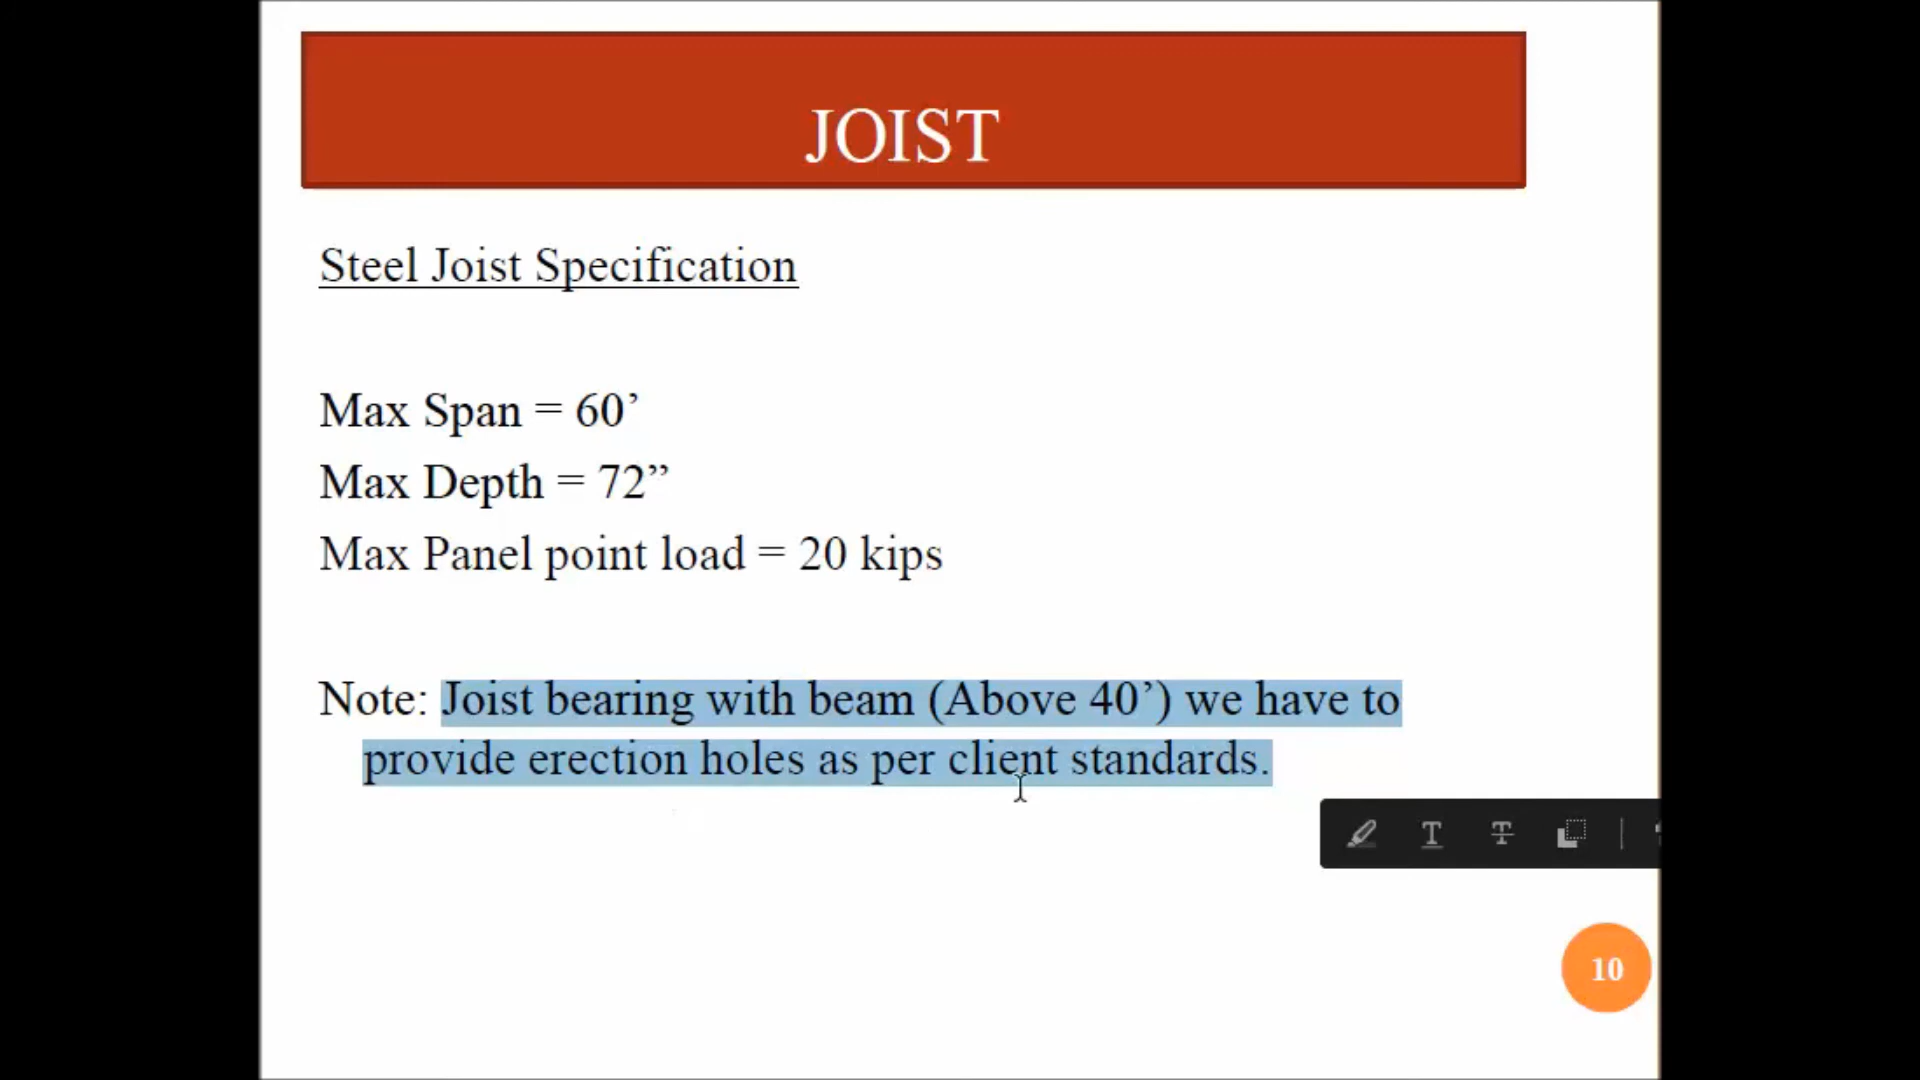 JOIST
Steel Joist Specification
Max Span = 60’
Max Depth = 72”
Max Panel point load = 20 kips
Note: Joist bearing with beam (Above 40’) we have to
provide erection holes as per client standards.
10